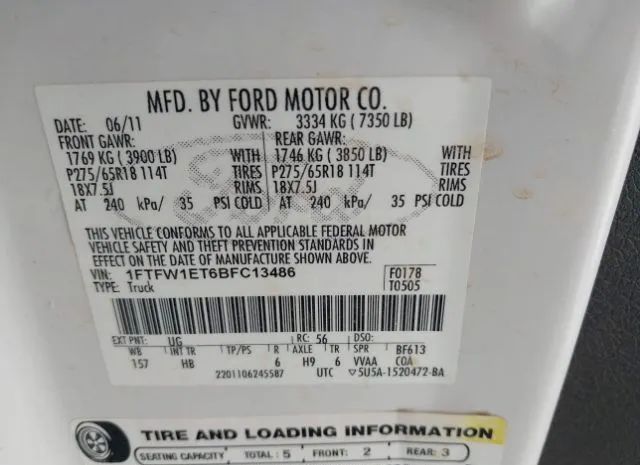 MFD. BY FORD MOTOR CO.
DATE: 06/11 GVWR: 3334 KG (7350 LB)
FRONT GAWR: REAR GAWR:
1769 KG (3900 LB) WITH 1746 KG (3850 LB) WITH
P275/65R18 114T TIRES P275/65R18 114T TIRES
18X7.5J RIMS 18X7.5J RIMS
AT 240 kPa/ 35 PSI COLD AT 240 kPa/ 35 PSI COLD
THIS VEHICLE CONFORMS TO ALL APPLICABLE FEDERAL MOTOR
VEHICLE SAFETY AND THEFT PREVENTION STANDARDS IN
EFFECT ON THE DATE OF MANUFACTURE SHOWN ABOVE.
VIN: 1FTFW1ET6BFC13486 F0178
TYPE: Truck T0505
EXT PNT: UG RC: 56 DSO:
WB INT TR TP/PS R AXLE TR SPR BF613
157 HB 6 H9 6 VVAA COA
2201106245587 UTC 5U5A-1520472-BA
TIRE AND LOADING INFORMATION
SEATING CAPACITY TOTAL: 5 FRONT: 2 REAR: 3